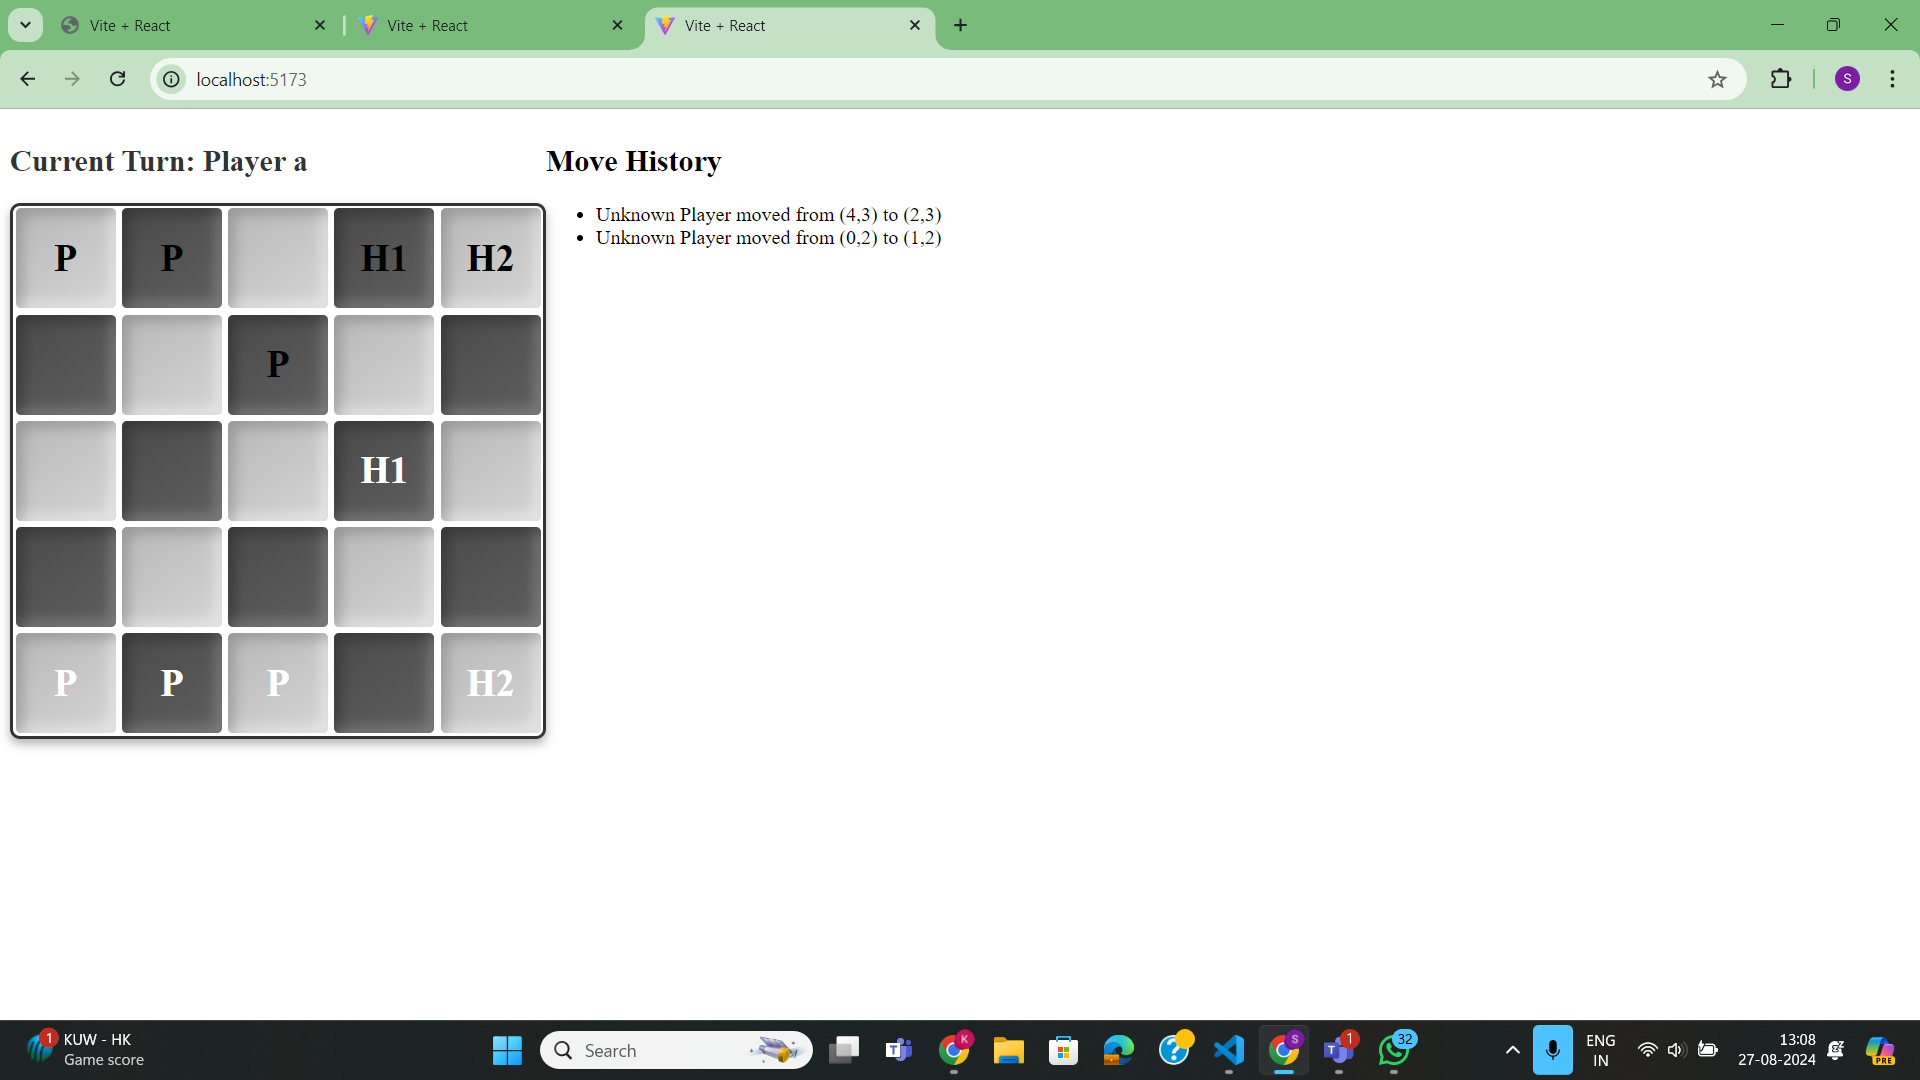 Vite + React
Vite + React
Vite + React
localhost:5173
S
Current Turn: Player a
Move History
Unknown Player moved from (4,3) to (2,3)
Unknown Player moved from (0,2) to (1,2)
P P H1 H2
P
H1
P P P H2
1
KUW - HK
Game score
Search
T
K
S
T 1
32
ENG
IN
13:08
27-08-2024
PRE